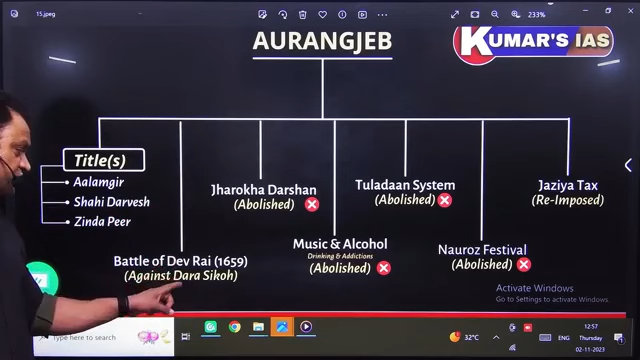 15.jpeg
233%
AURANGJEB
KUMAR'S IAS
Title(s)
Aalamgir
Shahi Darvesh
Zinda Peer
Battle of Dev Rai (1659)
(Against Dara Sikoh)
Jharokha Darshan
(Abolished)
Music & Alcohol
Drinking & Addictions
(Abolished)
Tuladaan System
(Abolished)
Nauroz Festival
(Abolished)
Jaziya Tax
(Re-Imposed)
Activate Windows
Go to Settings to activate Windows.
Type here to search
32°C
ENG
12:57
Thursday
02-11-2023